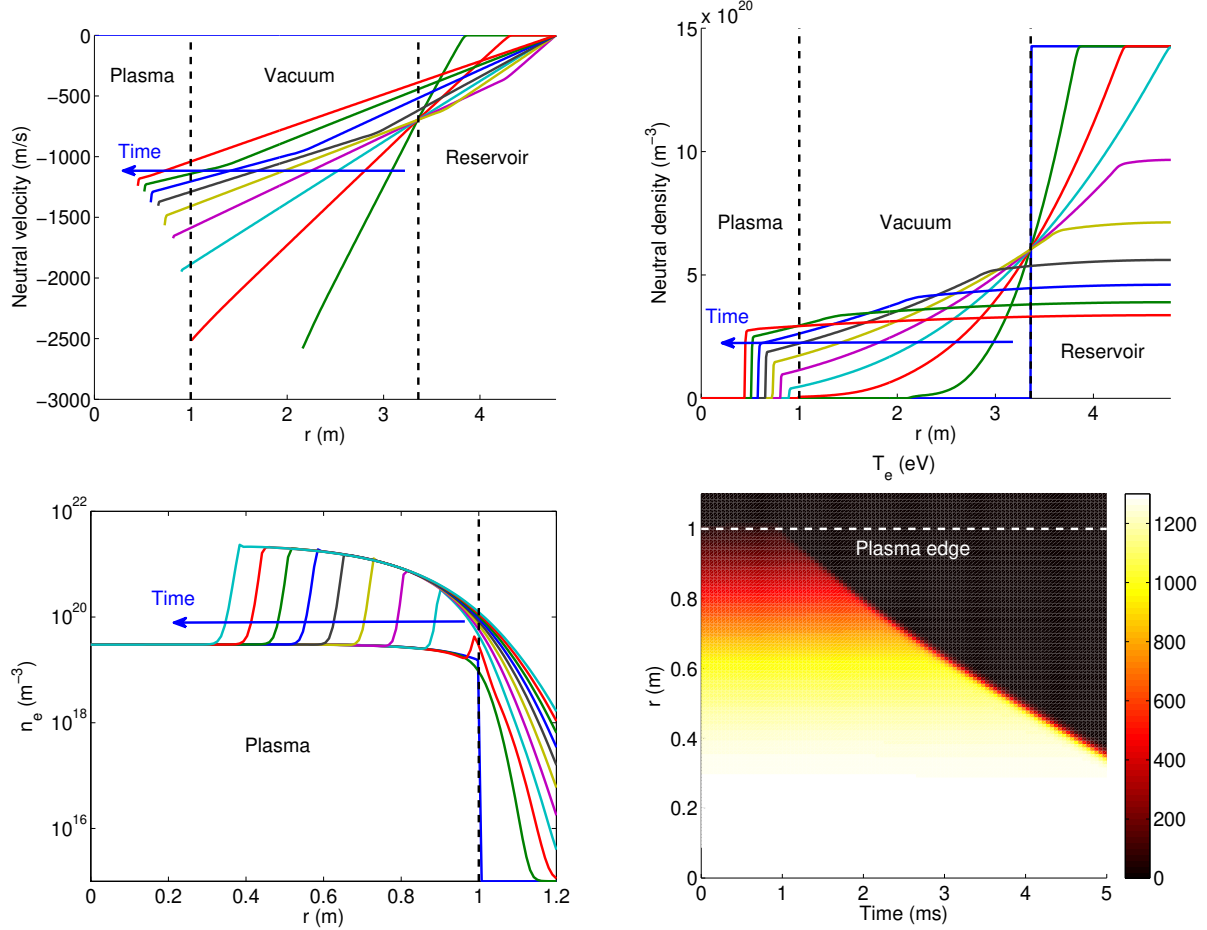 0
−500
−1000
−1500
−2000
−2500
−3000
Neutral velocity (m/s)
Plasma
Vacuum
Time
Reservoir
0 1 2 3 4
r (m)
x 10^20
15
10
5
0
Neutral density (m^−3)
Plasma
Vacuum
Time
Reservoir
0 1 2 3 4
r (m)
10^22
10^20
10^18
10^16
n_e (m^−3)
Time
Plasma
0 0.2 0.4 0.6 0.8 1 1.2
r (m)
T_e (eV)
1
0.8
0.6
0.4
0.2
0
r (m)
Plasma edge
0 1 2 3 4 5
Time (ms)
1200
1000
800
600
400
200
0